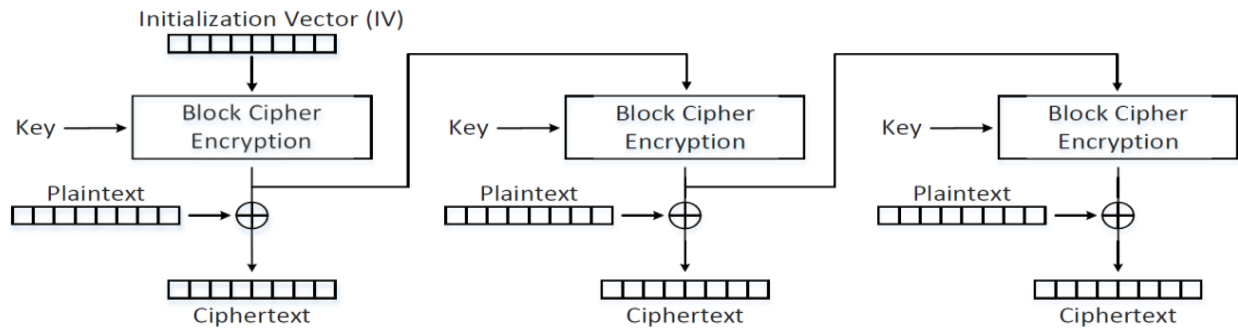 Initialization Vector (IV)
Key
Block Cipher
Encryption
Key
Block Cipher
Encryption
Key
Block Cipher
Encryption
Plaintext
Plaintext
Plaintext
Ciphertext
Ciphertext
Ciphertext